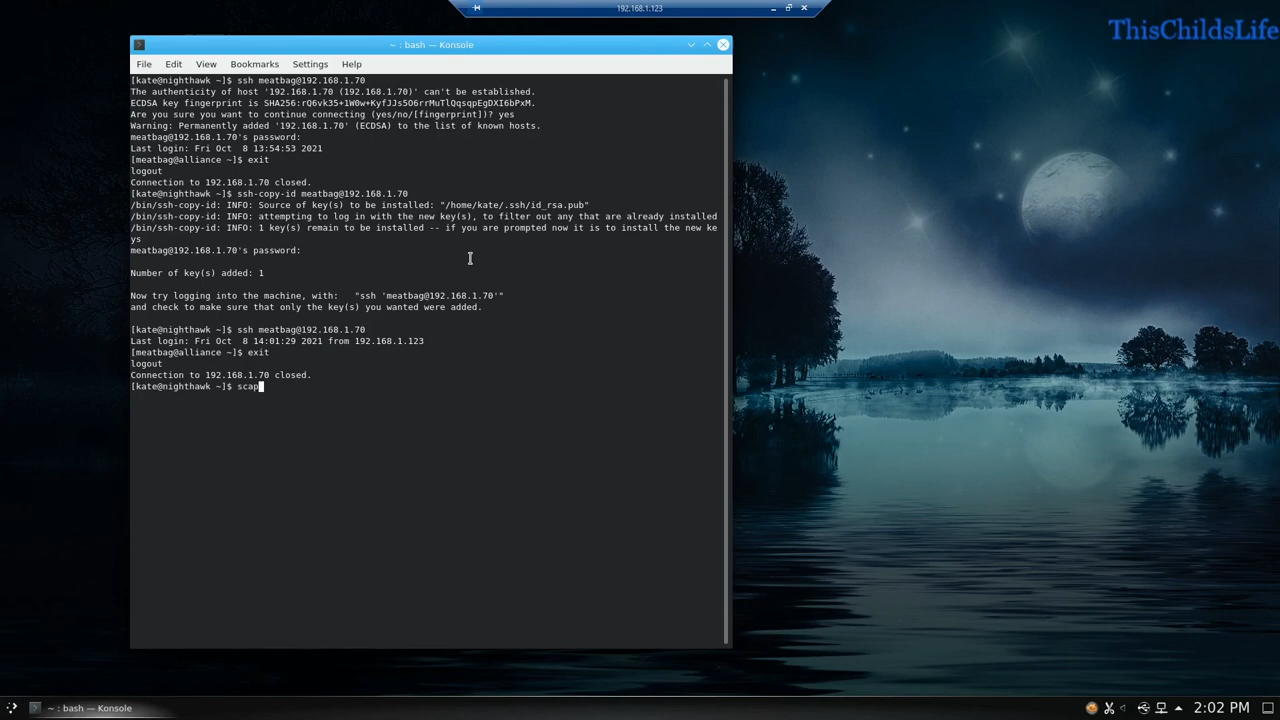 192.168.1.123
ThisChildsLife
~ : bash — Konsole
File Edit View Bookmarks Settings Help
[kate@nighthawk ~]$ ssh meatbag@192.168.1.70
The authenticity of host '192.168.1.70 (192.168.1.70)' can't be established.
ECDSA key fingerprint is SHA256:rQ6vk35+1W0w+KyfJJs5O6rrMuTlQqsqpEgDXI6bPxM.
Are you sure you want to continue connecting (yes/no/[fingerprint])? yes
Warning: Permanently added '192.168.1.70' (ECDSA) to the list of known hosts.
meatbag@192.168.1.70's password:
Last login: Fri Oct  8 13:54:53 2021
[meatbag@alliance ~]$ exit
logout
Connection to 192.168.1.70 closed.
[kate@nighthawk ~]$ ssh-copy-id meatbag@192.168.1.70
/bin/ssh-copy-id: INFO: Source of key(s) to be installed: "/home/kate/.ssh/id_rsa.pub"
/bin/ssh-copy-id: INFO: attempting to log in with the new key(s), to filter out any that are already installed
/bin/ssh-copy-id: INFO: 1 key(s) remain to be installed -- if you are prompted now it is to install the new ke
ys
meatbag@192.168.1.70's password:
Number of key(s) added: 1
Now try logging into the machine, with:   "ssh 'meatbag@192.168.1.70'"
and check to make sure that only the key(s) you wanted were added.
[kate@nighthawk ~]$ ssh meatbag@192.168.1.70
Last login: Fri Oct  8 14:01:29 2021 from 192.168.1.123
[meatbag@alliance ~]$ exit
logout
Connection to 192.168.1.70 closed.
[kate@nighthawk ~]$ scap
~ : bash — Konsole
2:02 PM